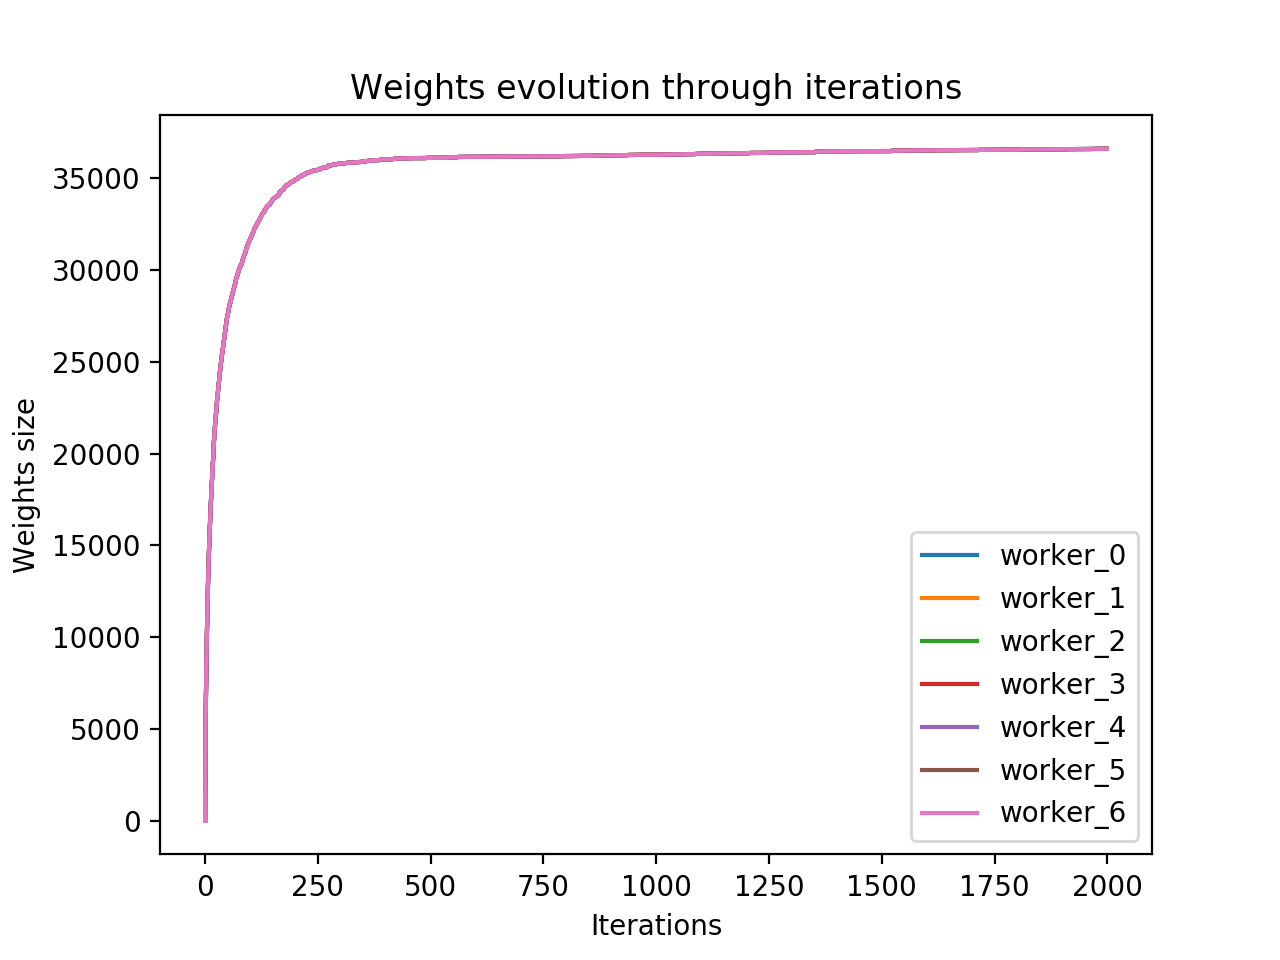 Weights evolution through iterations
35000
30000
25000
20000
15000
10000
5000
0
Weights size
worker_0
worker_1
worker_2
worker_3
worker_4
worker_5
worker_6
0 250 500 750 1000 1250 1500 1750 2000
Iterations